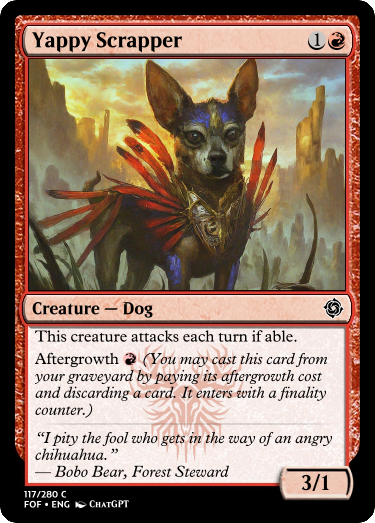 Yappy Scrapper 1
Creature — Dog
This creature attacks each turn if able.
Aftergrowth (You may cast this card from
your graveyard by paying its aftergrowth cost
and discarding a card. It enters with a finality
counter.)
“I pity the fool who gets in the way of an angry
chihuahua.”
— Bobo Bear, Forest Steward
3/1
117/280 C
FOF • ENG ChatGPT